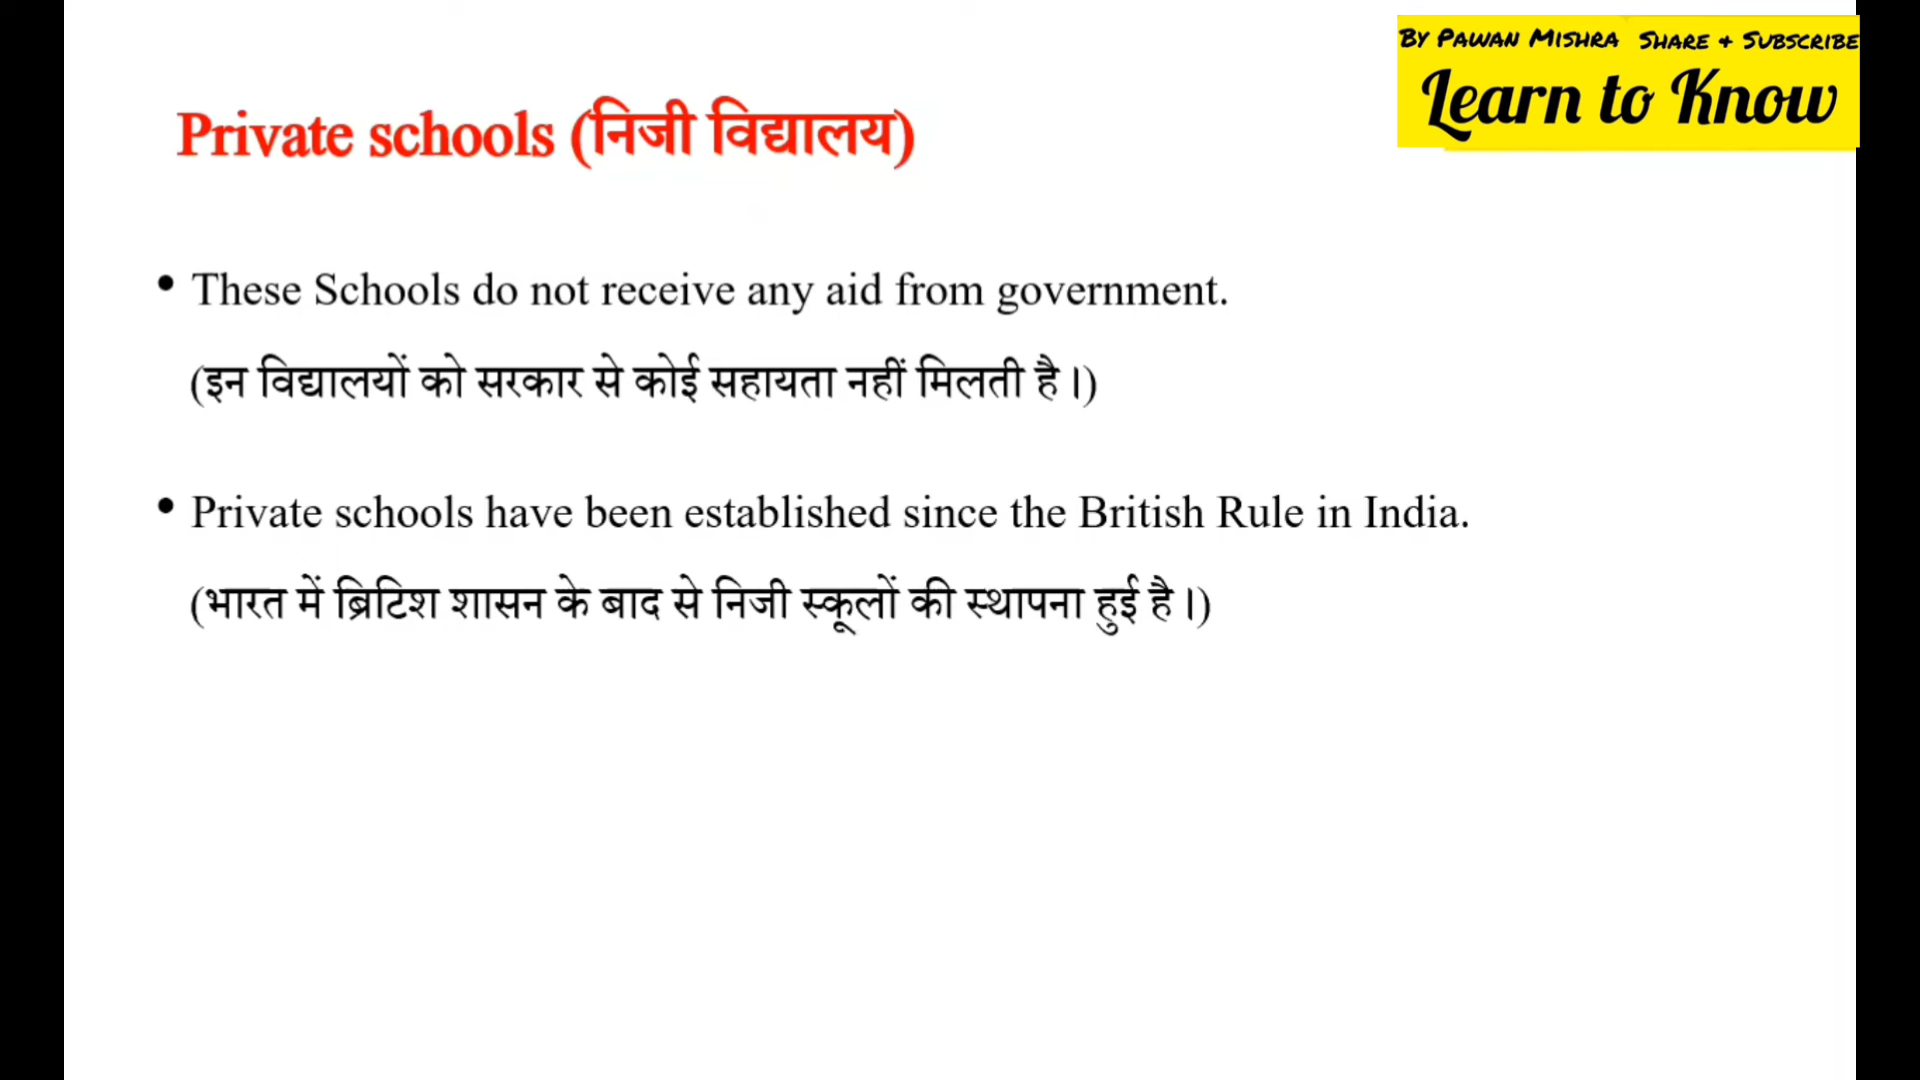 By Pawan Mishra Share + Subscribe
Learn to Know
Private schools (निजी विद्यालय)
• These Schools do not receive any aid from government.
(इन विद्यालयों को सरकार से कोई सहायता नहीं मिलती है।)
• Private schools have been established since the British Rule in India.
(भारत में ब्रिटिश शासन के बाद से निजी स्कूलों की स्थापना हुई है।)